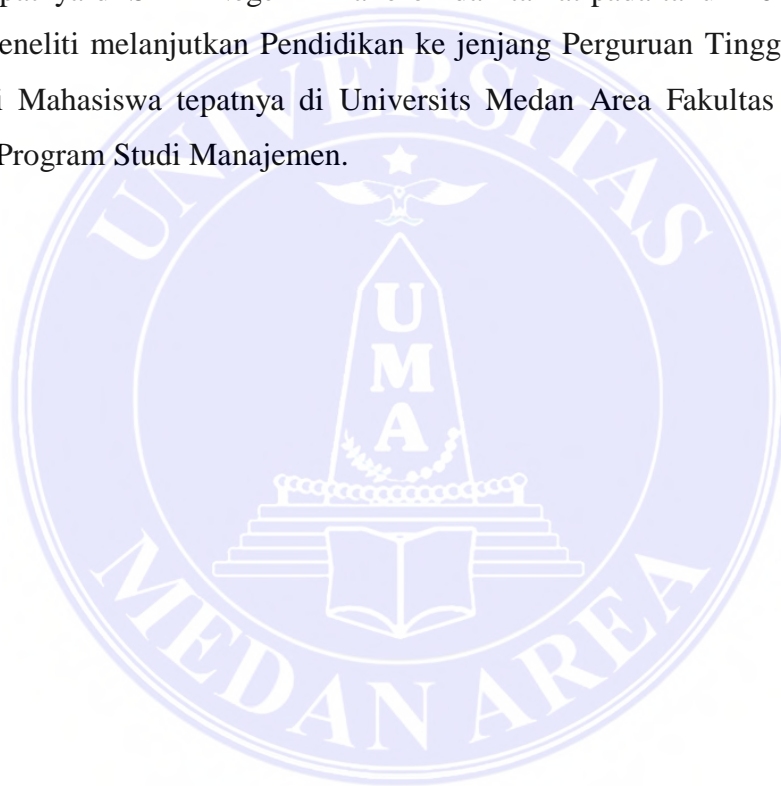 eneliti melanjutkan Pendidikan ke jenjang Perguruan Tingg
i Mahasiswa tepatnya di Universits Medan Area Fakultas
Program Studi Manajemen.
UNIVERSITAS
U
M
A
MEDAN AREA